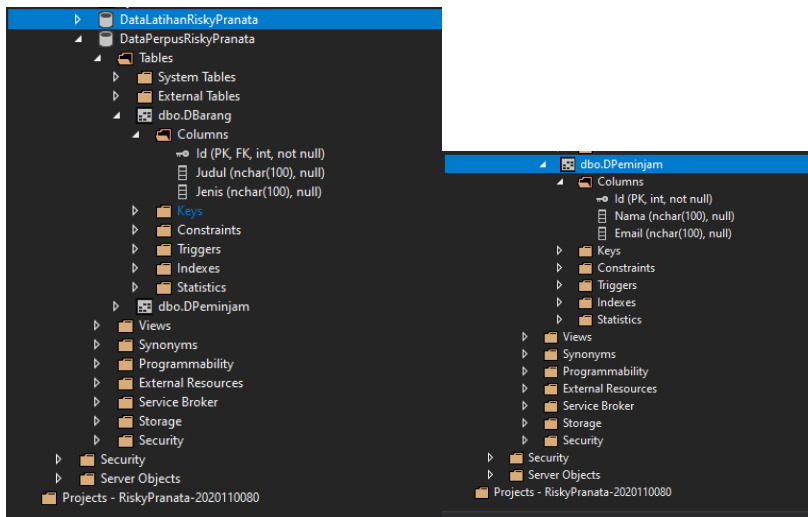 DataLatihanRiskyPranata
DataPerpusRiskyPranata
Tables
System Tables
External Tables
dbo.DBarang
Columns
Id (PK, FK, int, not null)
Judul (nchar(100), null)
Jenis (nchar(100), null)
Keys
Constraints
Triggers
Indexes
Statistics
dbo.DPeminjam
Views
Synonyms
Programmability
External Resources
Service Broker
Storage
Security
Security
Server Objects
Projects - RiskyPranata-2020110080
dbo.DPeminjam
Columns
Id (PK, int, not null)
Nama (nchar(100), null)
Email (nchar(100), null)
Keys
Constraints
Triggers
Indexes
Statistics
Views
Synonyms
Programmability
External Resources
Service Broker
Storage
Security
Security
Server Objects
Projects - RiskyPranata-2020110080